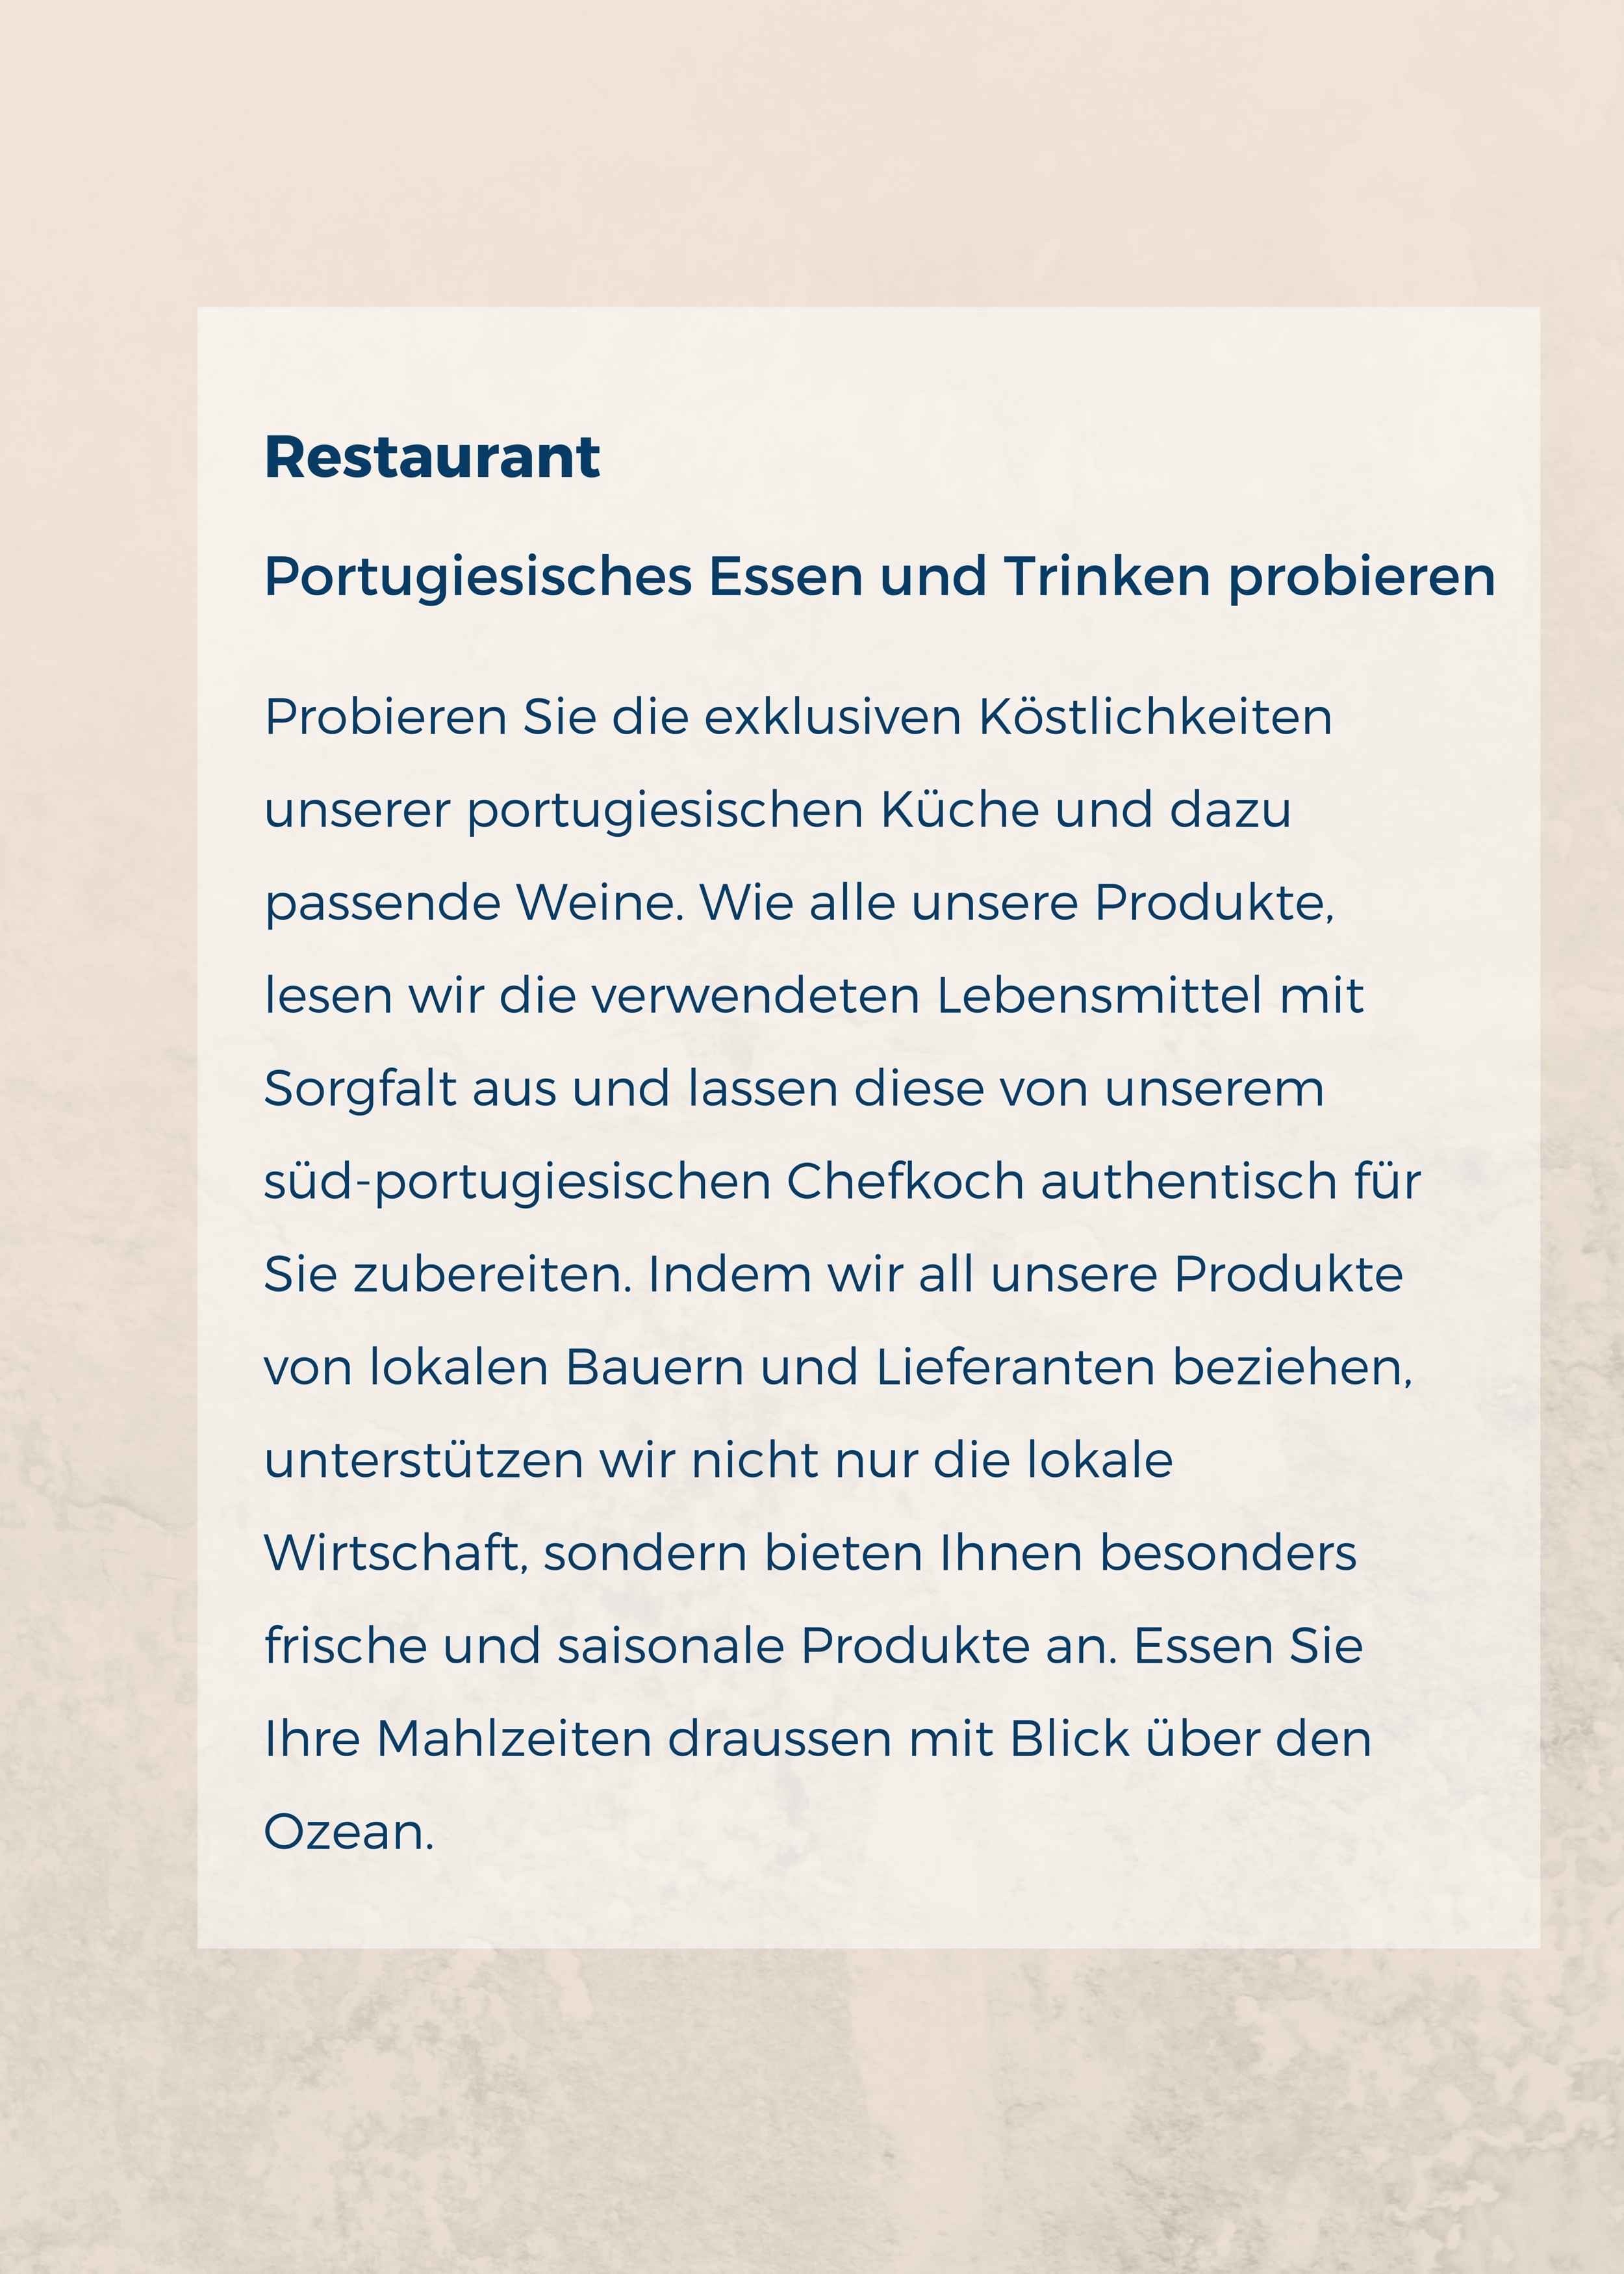 Restaurant
Portugiesisches Essen und Trinken probieren
Probieren Sie die exklusiven Köstlichkeiten
unserer portugiesischen Küche und dazu
passende Weine. Wie alle unsere Produkte,
lesen wir die verwendeten Lebensmittel mit
Sorgfalt aus und lassen diese von unserem
süd-portugiesischen Chefkoch authentisch für
Sie zubereiten. Indem wir all unsere Produkte
von lokalen Bauern und Lieferanten beziehen,
unterstützen wir nicht nur die lokale
Wirtschaft, sondern bieten Ihnen besonders
frische und saisonale Produkte an. Essen Sie
Ihre Mahlzeiten draussen mit Blick über den
Ozean.